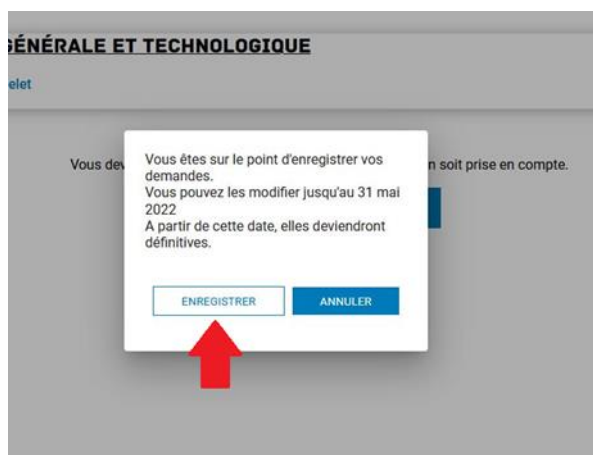 GÉNÉRALE ET TECHNOLOGIQUE
elet
Vous dev
n soit prise en compte.
Vous êtes sur le point d'enregistrer vos
demandes.
Vous pouvez les modifier jusqu'au 31 mai
2022
A partir de cette date, elles deviendront
définitives.
ENREGISTRER
ANNULER